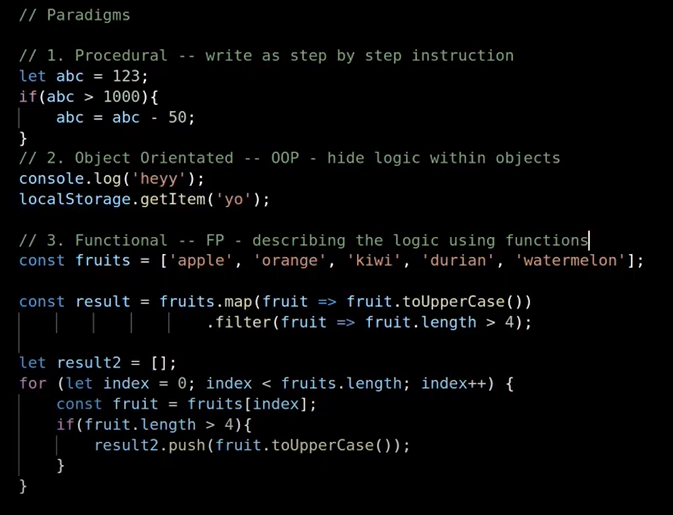 // Paradigms
// 1. Procedural -- write as step by step instruction
let abc = 123;
if(abc > 1000){
    abc = abc - 50;
}
// 2. Object Orientated -- OOP - hide logic within objects
console.log('heyy');
localStorage.getItem('yo');
// 3. Functional -- FP - describing the logic using functions
const fruits = ['apple', 'orange', 'kiwi', 'durian', 'watermelon'];
const result = fruits.map(fruit => fruit.toUpperCase())
                    .filter(fruit => fruit.length > 4);
let result2 = [];
for (let index = 0; index < fruits.length; index++) {
    const fruit = fruits[index];
    if(fruit.length > 4){
        result2.push(fruit.toUpperCase());
    }
}